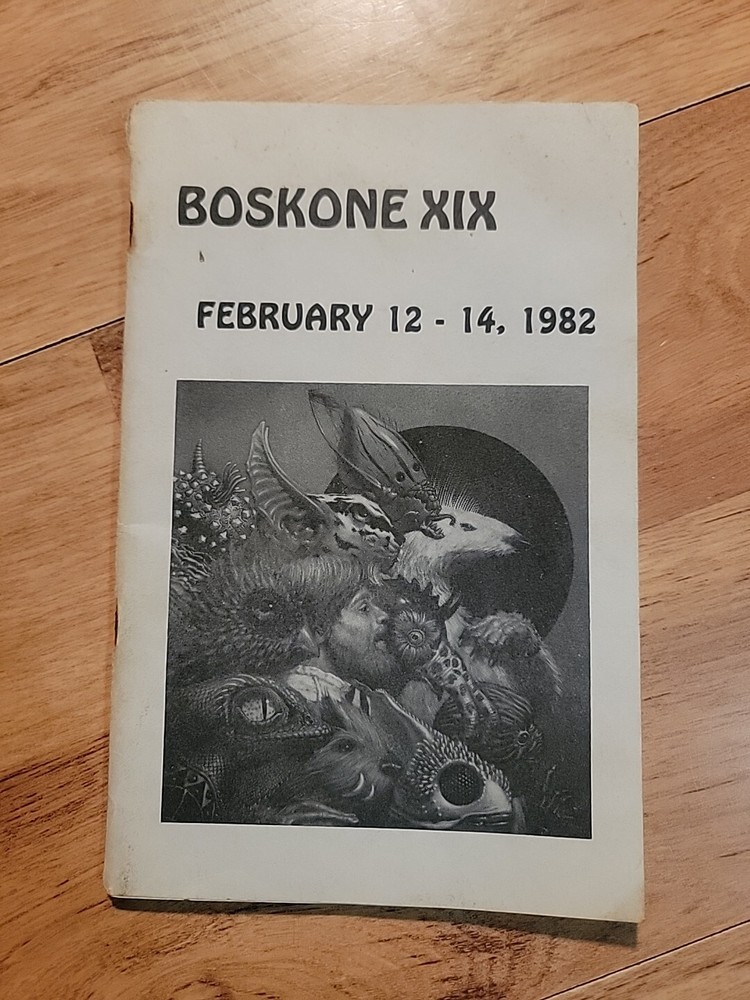 BOSKONE XIX
FEBRUARY 12 - 14, 1982